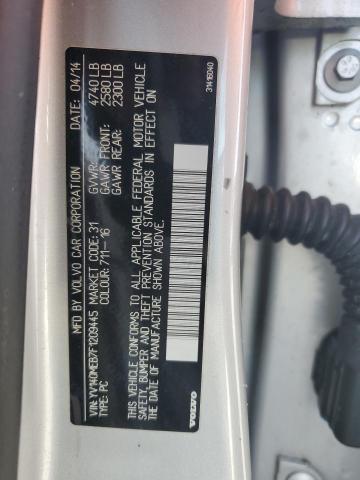 MFD. BY VOLVO CAR CORPORATION DATE: 04/14
GVWR: 4740 LB
GAWR FRONT: 2580 LB
GAWR REAR: 2300 LB
VIN: YV140MEB7F1209445 MARKET CODE: 31
TYPE: PC COLOUR: 711-16
THIS VEHICLE CONFORMS TO ALL APPLICABLE FEDERAL MOTOR VEHICLE
SAFETY, BUMPER AND THEFT PREVENTION STANDARDS IN EFFECT ON
THE DATE OF MANUFACTURE SHOWN ABOVE.
VOLVO
31416040